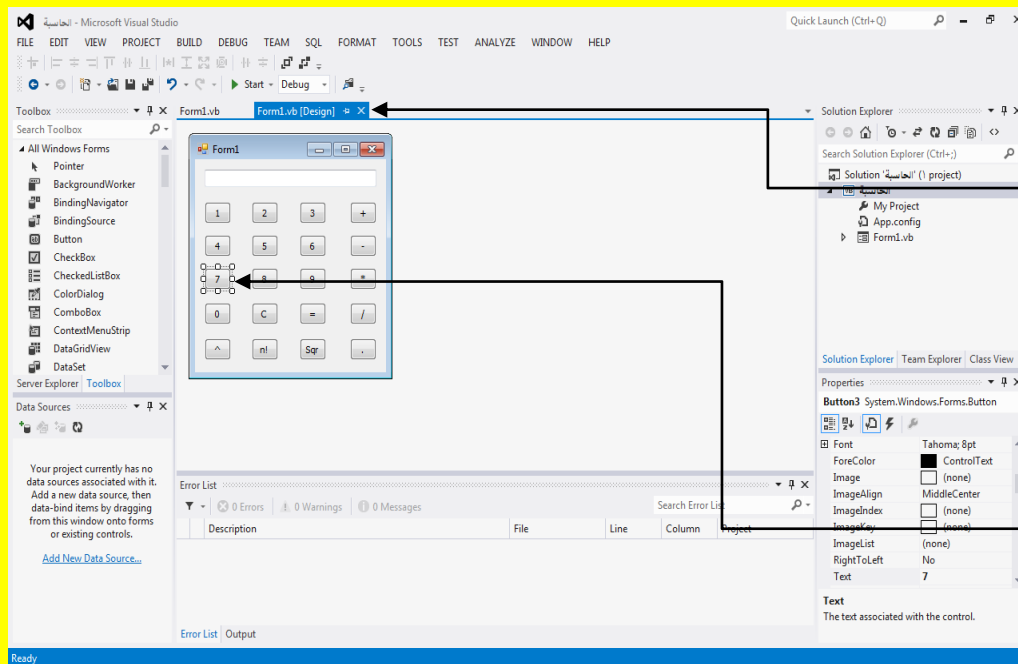 الحاسبة - Microsoft Visual Studio
Quick Launch (Ctrl+Q)
FILE EDIT VIEW PROJECT BUILD DEBUG TEAM SQL FORMAT TOOLS TEST ANALYZE WINDOW HELP
Start Debug
Toolbox
Search Toolbox
All Windows Forms
Pointer
BackgroundWorker
BindingNavigator
BindingSource
Button
CheckBox
CheckedListBox
ColorDialog
ComboBox
ContextMenuStrip
DataGridView
DataSet
Server Explorer Toolbox
Data Sources
Your project currently has no
data sources associated with it.
Add a new data source, then
data-bind items by dragging
from this window onto forms
or existing controls.
Add New Data Source...
Form1.vb Form1.vb [Design]
Form1
1 2 3 +
4 5 6 -
7 8 9 *
0 C = /
^ n! Sqr .
Error List
0 Errors 0 Warnings 0 Messages
Search Error List
Description File Line Column Project
Error List Output
Solution Explorer
Search Solution Explorer (Ctrl+;)
Solution 'الحاسبة' (١ project)
الحاسبة
My Project
App.config
Form1.vb
Solution Explorer Team Explorer Class View
Properties
Button3 System.Windows.Forms.Button
Font Tahoma; 8pt
ForeColor ControlText
Image (none)
ImageAlign MiddleCenter
ImageIndex (none)
ImageKey (none)
ImageList (none)
RightToLeft No
Text 7
Text
The text associated with the control.
Ready